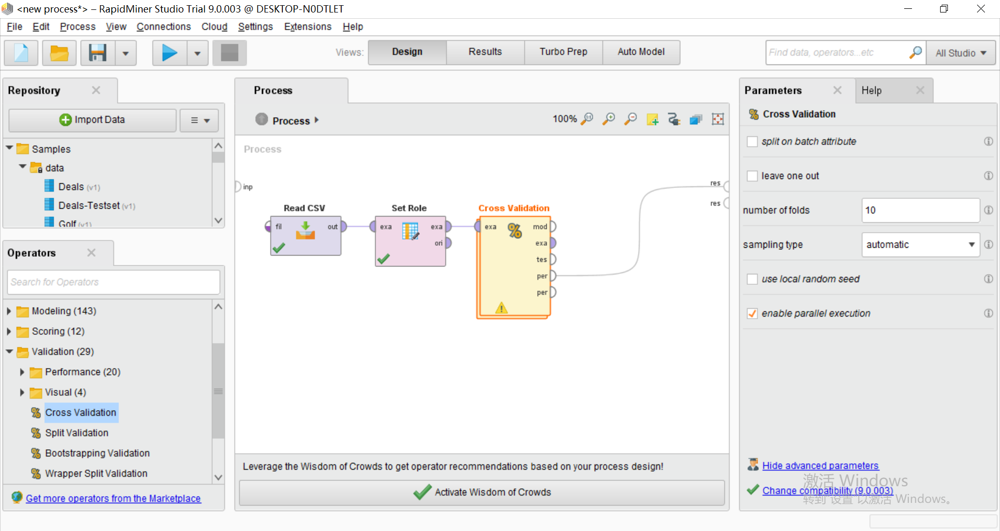 <new process*> – RapidMiner Studio Trial 9.0.003 @ DESKTOP-N0DTLET
File Edit Process View Connections Cloud Settings Extensions Help
Views: Design Results Turbo Prep Auto Model
Find data, operators...etc
All Studio
Repository
Import Data
Samples
data
Deals (v1)
Deals-Testset (v1)
Golf (v1)
Operators
Search for Operators
Modeling (143)
Scoring (12)
Validation (29)
Performance (20)
Visual (4)
Cross Validation
Split Validation
Bootstrapping Validation
Wrapper Split Validation
Get more operators from the Marketplace
Process
Process
100%
Process
inp
res
res
Read CSV
fil
out
Set Role
exa
exa
ori
Cross Validation
exa
mod
exa
tes
per
per
Leverage the Wisdom of Crowds to get operator recommendations based on your process design!
Activate Wisdom of Crowds
Parameters
Help
Cross Validation
split on batch attribute
leave one out
number of folds
10
sampling type
automatic
use local random seed
enable parallel execution
Hide advanced parameters
Change compatibility (9.0.003)
激活 Windows
转到"设置"以激活 Windows。